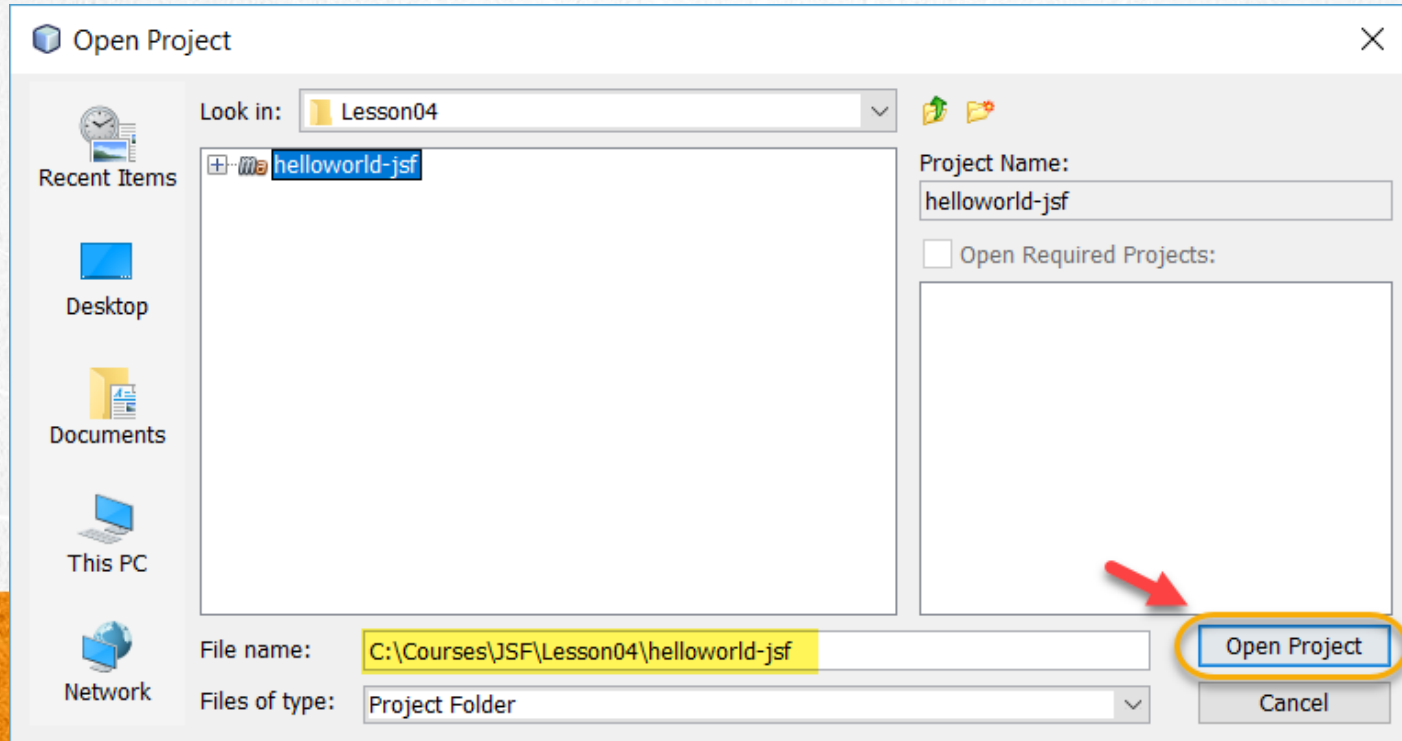 Open Project
Look in: Lesson04
Recent Items
Desktop
Documents
This PC
Network
helloworld-jsf
Project Name:
helloworld-jsf
Open Required Projects:
File name: C:\Courses\JSF\Lesson04\helloworld-jsf
Open Project
Files of type: Project Folder
Cancel